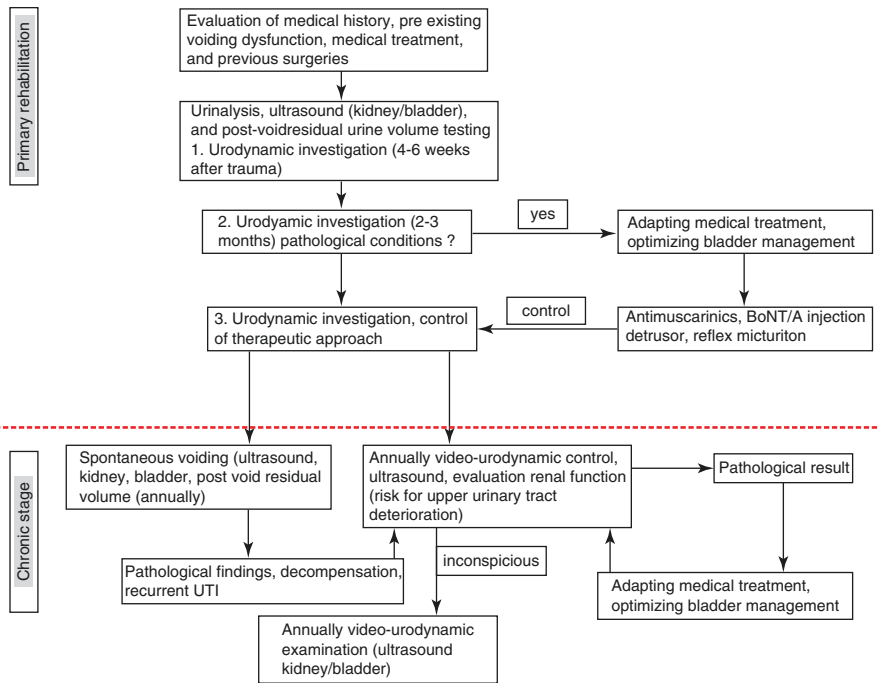 Primary rehabilitation
Evaluation of medical history, pre existing
voiding dysfunction, medical treatment,
and previous surgeries
Urinalysis, ultrasound (kidney/bladder),
and post-voidresidual urine volume testing
1. Urodynamic investigation (4-6 weeks
after trauma)
2. Urodyamic investigation (2-3
months) pathological conditions ?
yes
Adapting medical treatment,
optimizing bladder management
Antimuscarinics, BoNT/A injection
detrusor, reflex micturiton
control
3. Urodynamic investigation, control
of therapeutic approach
Chronic stage
Spontaneous voiding (ultrasound,
kidney, bladder, post void residual
volume (annually)
Annually video-urodynamic control,
ultrasound, evaluation renal function
(risk for upper urinary tract
deterioration)
Pathological result
inconspicious
Pathological findings, decompensation,
recurrent UTI
Adapting medical treatment,
optimizing bladder management
Annually video-urodynamic
examination (ultrasound
kidney/bladder)